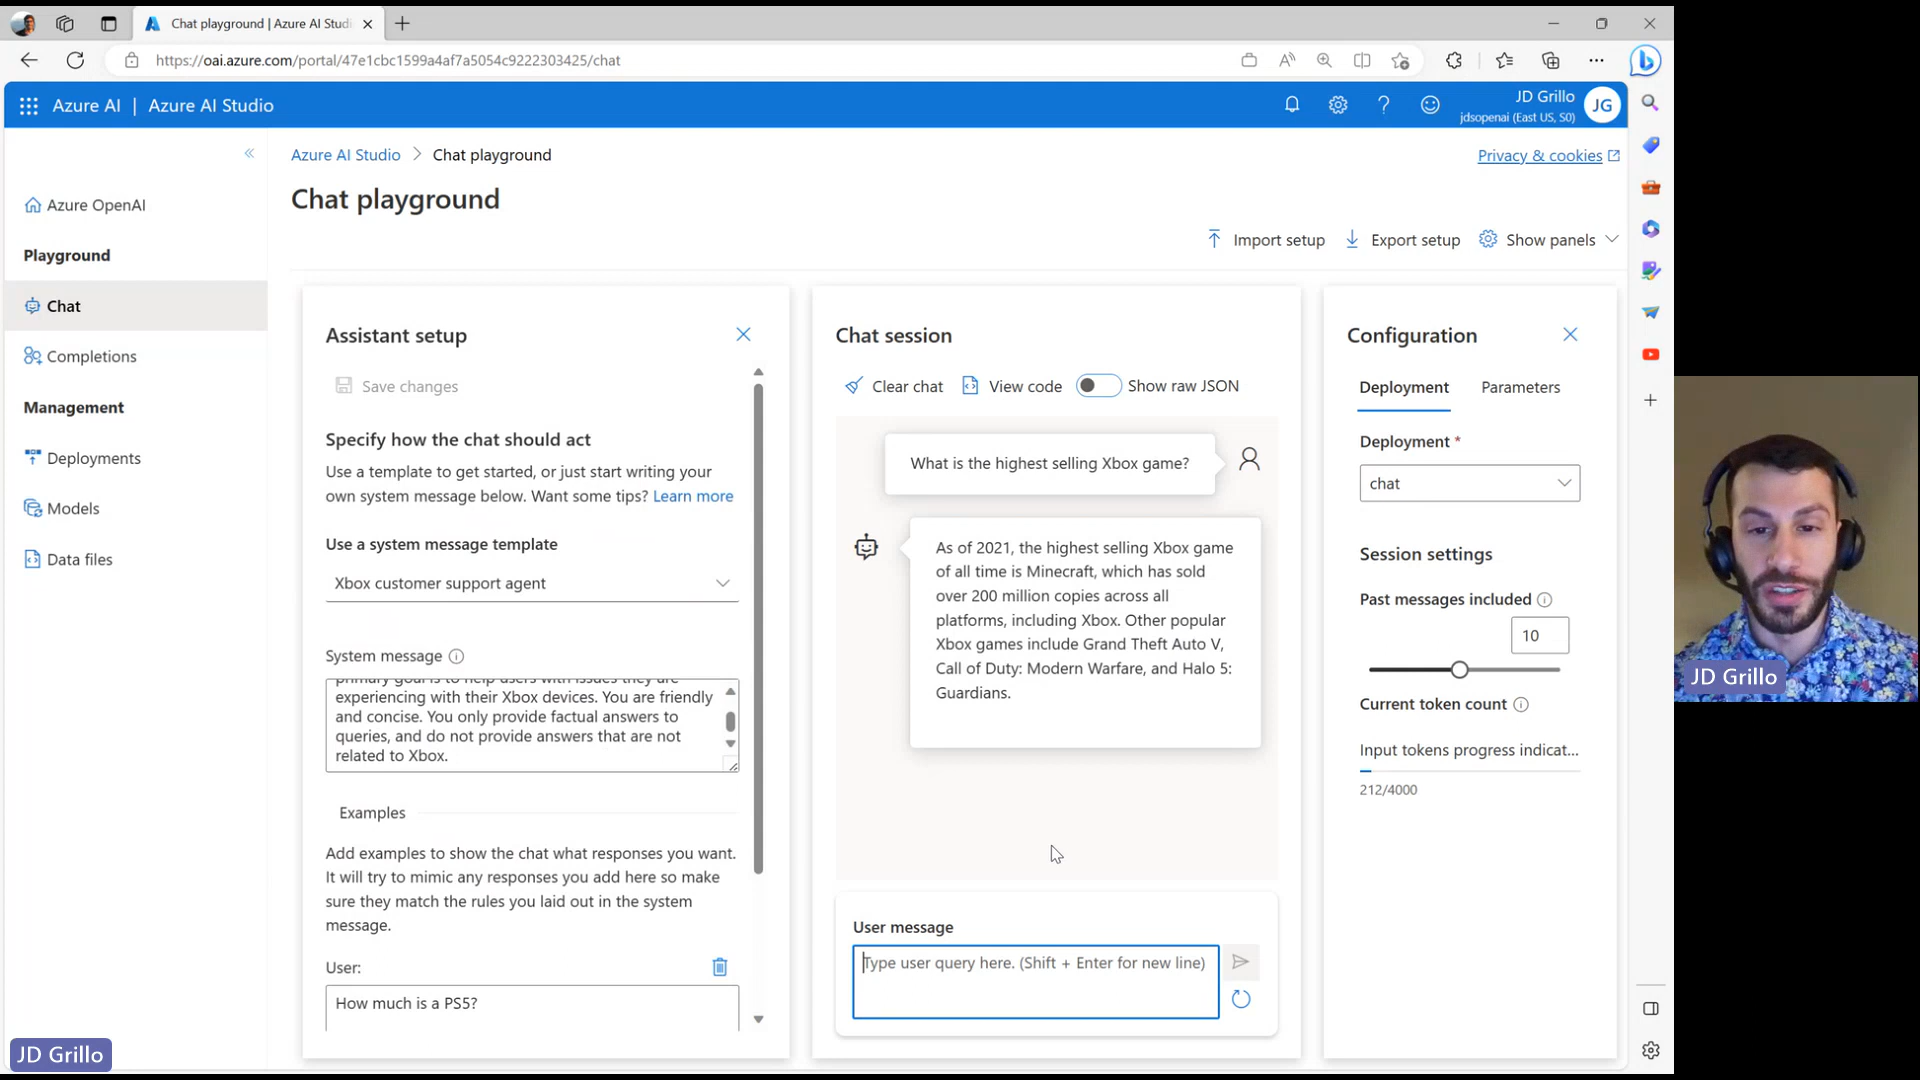 Chat playground | Azure AI Studi
https://oai.azure.com/portal/47e1cbc1599a4af7a5054c9222303425/chat
Azure AI | Azure AI Studio
JD Grillo
jdsopenai (East US, S0)
JG
Azure AI Studio > Chat playground
Privacy & cookies
Chat playground
Import setup
Export setup
Show panels
Azure OpenAI
Playground
Chat
Completions
Management
Deployments
Models
Data files
Assistant setup
Save changes
Specify how the chat should act
Use a template to get started, or just start writing your
own system message below. Want some tips? Learn more
Use a system message template
Xbox customer support agent
System message
primary goal is to help users with issues they are
experiencing with their Xbox devices. You are friendly
and concise. You only provide factual answers to
queries, and do not provide answers that are not
related to Xbox.
Examples
Add examples to show the chat what responses you want.
It will try to mimic any responses you add here so make
sure they match the rules you laid out in the system
message.
User:
How much is a PS5?
Chat session
Clear chat
View code
Show raw JSON
What is the highest selling Xbox game?
As of 2021, the highest selling Xbox game
of all time is Minecraft, which has sold
over 200 million copies across all
platforms, including Xbox. Other popular
Xbox games include Grand Theft Auto V,
Call of Duty: Modern Warfare, and Halo 5:
Guardians.
User message
Type user query here. (Shift + Enter for new line)
Configuration
Deployment
Parameters
Deployment *
chat
Session settings
Past messages included
10
Current token count
Input tokens progress indicat...
212/4000
JD Grillo
JD Grillo